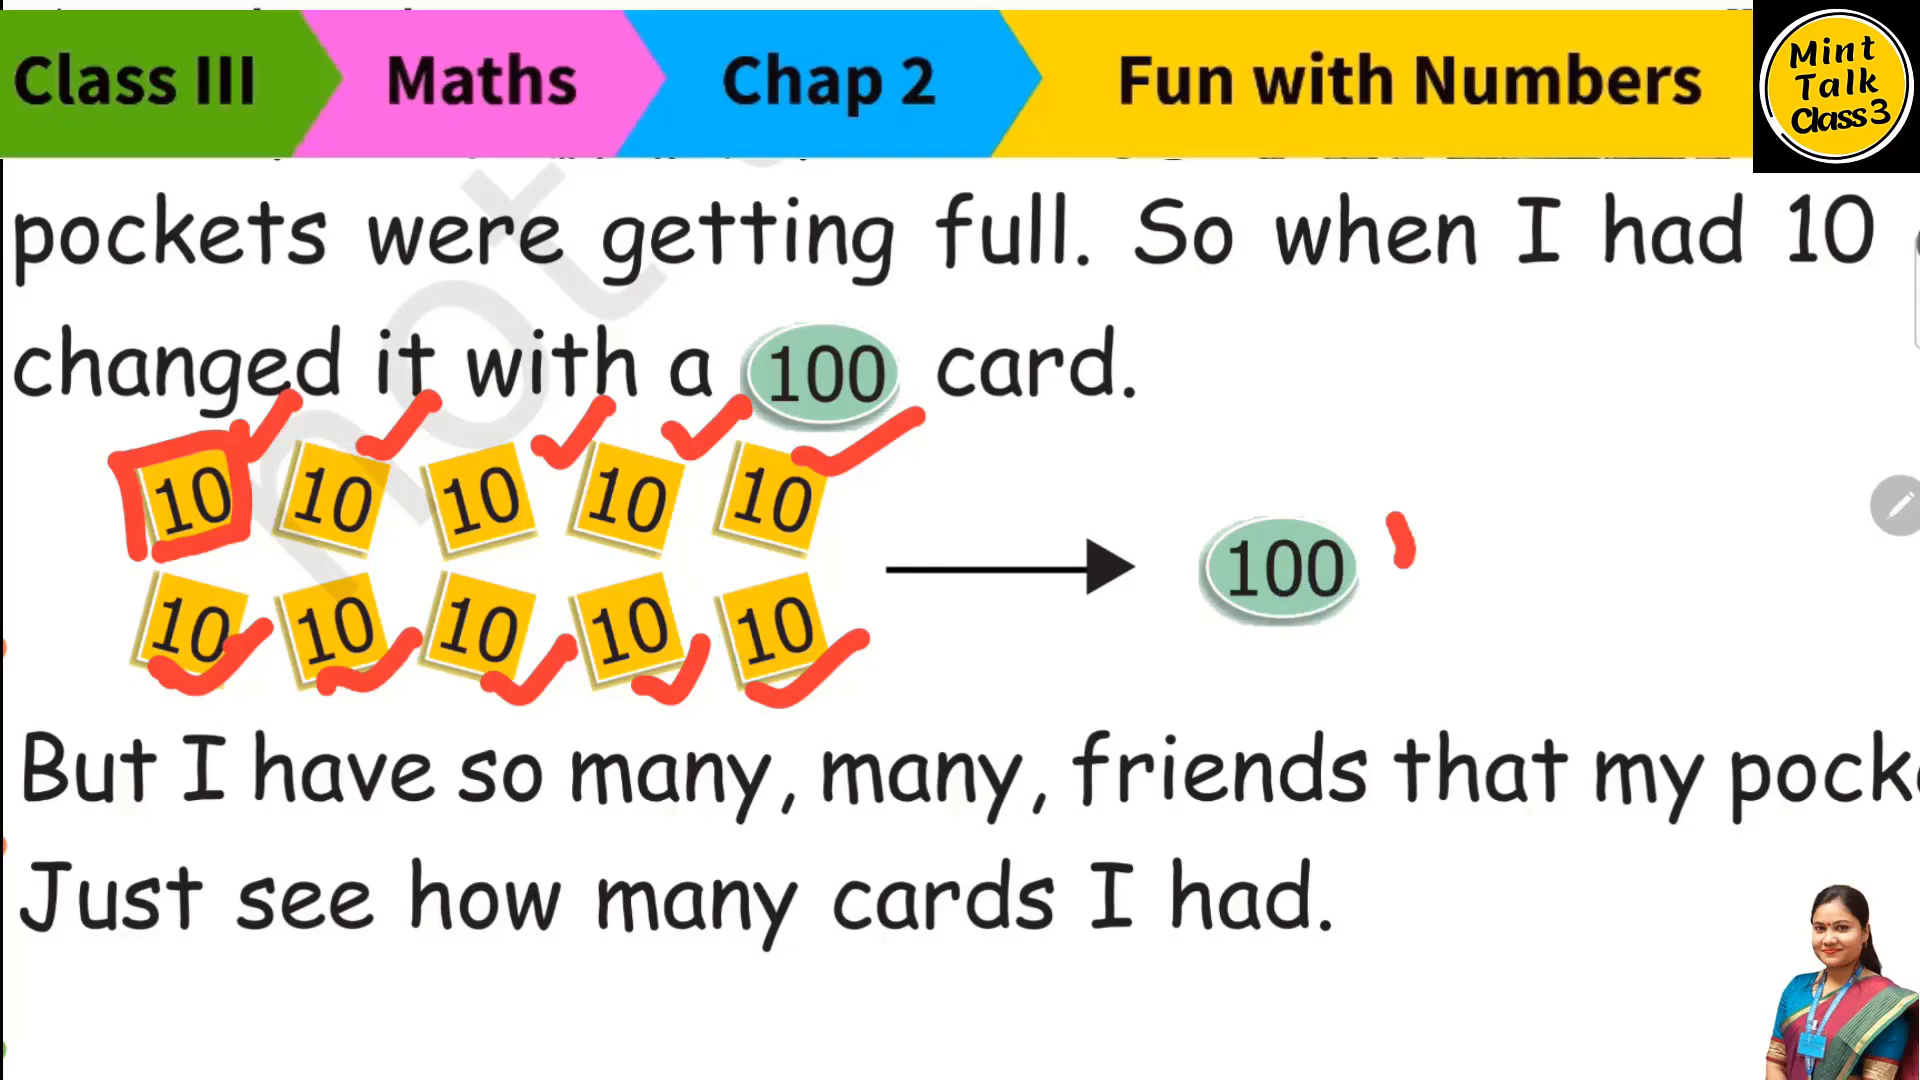 Class III Maths Chap 2 Fun with Numbers
Mint
Talk
Class 3
pockets were getting full. So when I had 10
changed it with a 100 card.
10 10 10 10 10
100
10 10 10 10 10
But I have so many, many, friends that my pock
Just see how many cards I had.
not